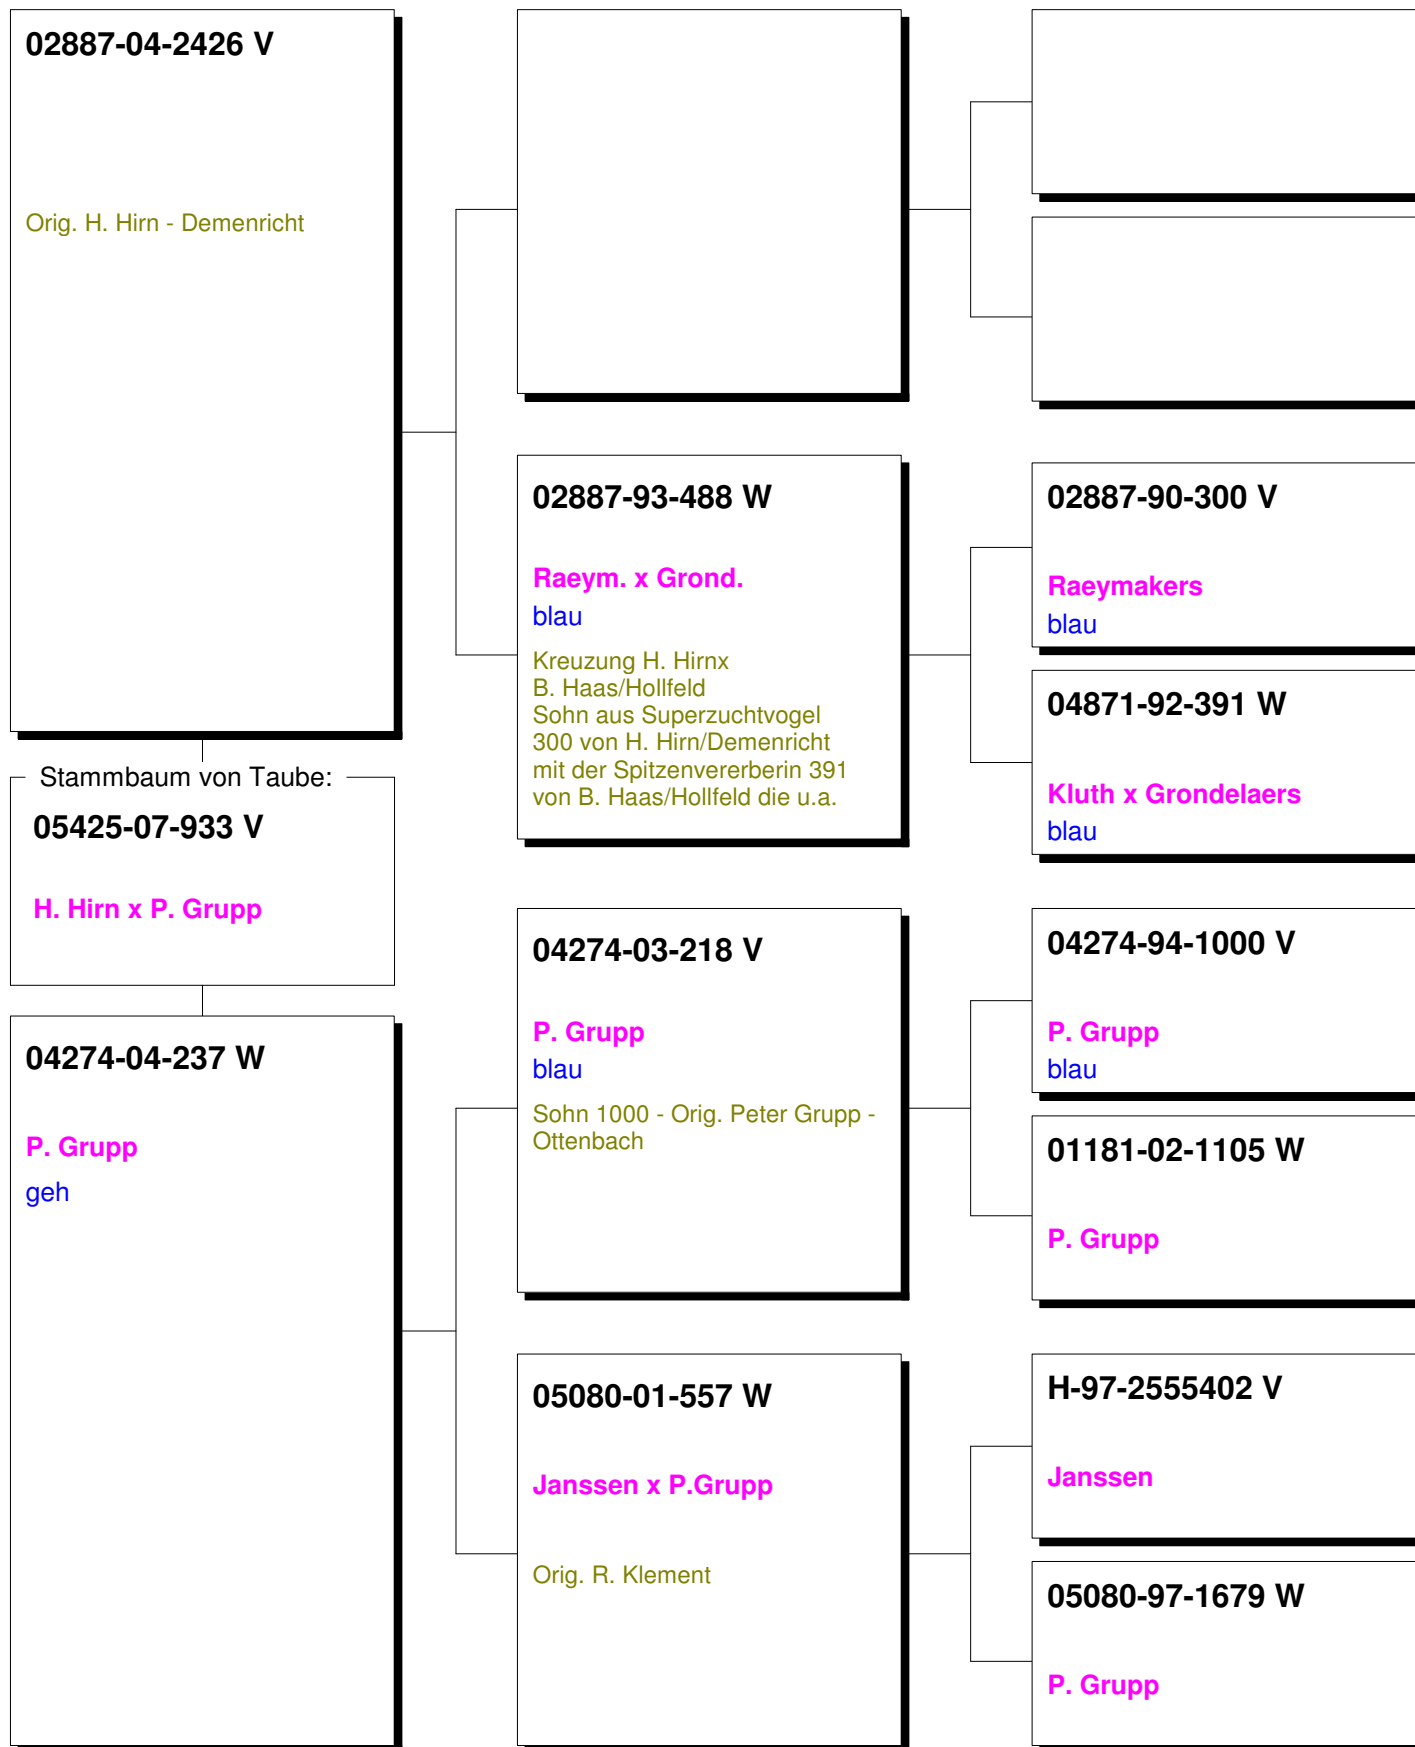 02887-04-2426 V
Orig. H. Hirn - Demenricht
Stammbaum von Taube:
05425-07-933 V
H. Hirn x P. Grupp
04274-04-237 W
P. Grupp
geh
02887-93-488 W
Raeym. x Grond.
blau
Kreuzung H. Hirnx
B. Haas/Hollfeld
Sohn aus Superzuchtvogel
300 von H. Hirn/Demenricht
mit der Spitzenvererberin 391
von B. Haas/Hollfeld die u.a.
04274-03-218 V
P. Grupp
blau
Sohn 1000 - Orig. Peter Grupp -
Ottenbach
05080-01-557 W
Janssen x P.Grupp
Orig. R. Klement
02887-90-300 V
Raeymakers
blau
04871-92-391 W
Kluth x Grondelaers
blau
04274-94-1000 V
P. Grupp
blau
01181-02-1105 W
P. Grupp
H-97-2555402 V
Janssen
05080-97-1679 W
P. Grupp